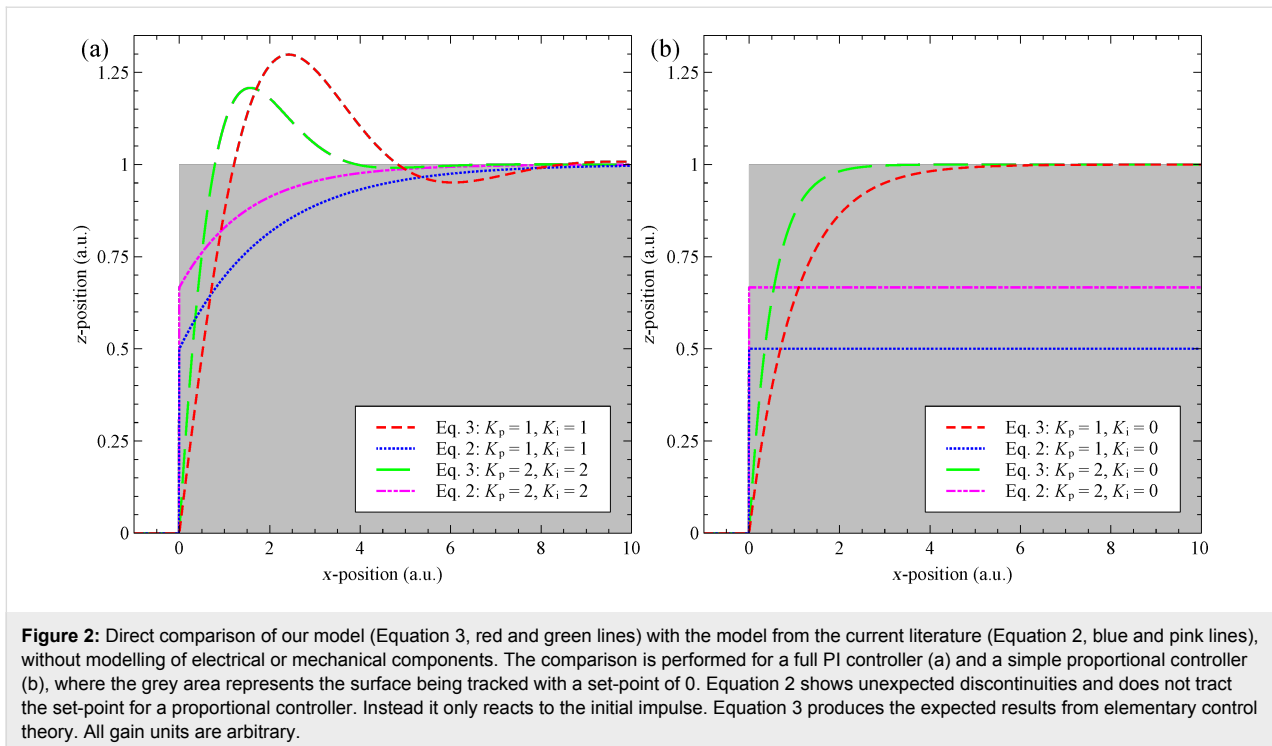 (a)
z-position (a.u.)
1.25
1
0.75
0.5
0.25
0
0
2
4
6
8
10
x-position (a.u.)
Eq. 3: Kp = 1, Ki = 1
Eq. 2: Kp = 1, Ki = 1
Eq. 3: Kp = 2, Ki = 2
Eq. 2: Kp = 2, Ki = 2
(b)
z-position (a.u.)
1.25
1
0.75
0.5
0.25
0
0
2
4
6
8
10
x-position (a.u.)
Eq. 3: Kp = 1, Ki = 0
Eq. 2: Kp = 1, Ki = 0
Eq. 3: Kp = 2, Ki = 0
Eq. 2: Kp = 2, Ki = 0
Figure 2: Direct comparison of our model (Equation 3, red and green lines) with the model from the current literature (Equation 2, blue and pink lines),
without modelling of electrical or mechanical components. The comparison is performed for a full PI controller (a) and a simple proportional controller
(b), where the grey area represents the surface being tracked with a set-point of 0. Equation 2 shows unexpected discontinuities and does not tract
the set-point for a proportional controller. Instead it only reacts to the initial impulse. Equation 3 produces the expected results from elementary control
theory. All gain units are arbitrary.